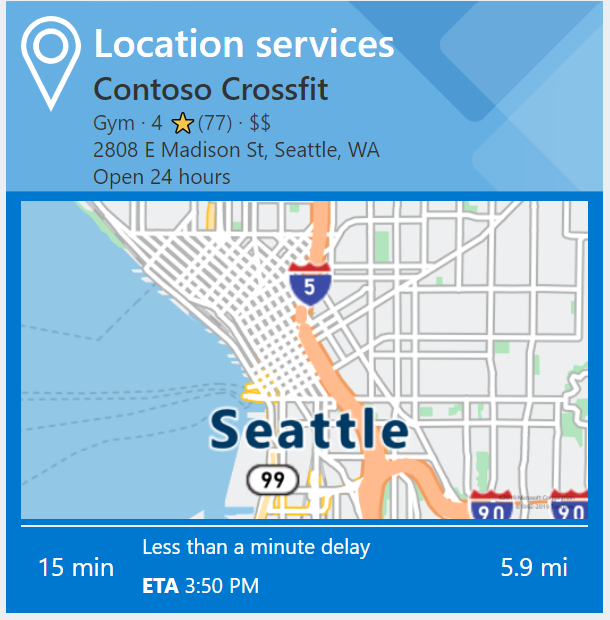 Location services
Contoso Crossfit
Gym · 4 ⭐(77) · $$
2808 E Madison St, Seattle, WA
Open 24 hours
5
Seattle
99
90
90
15 min
Less than a minute delay
ETA 3:50 PM
5.9 mi